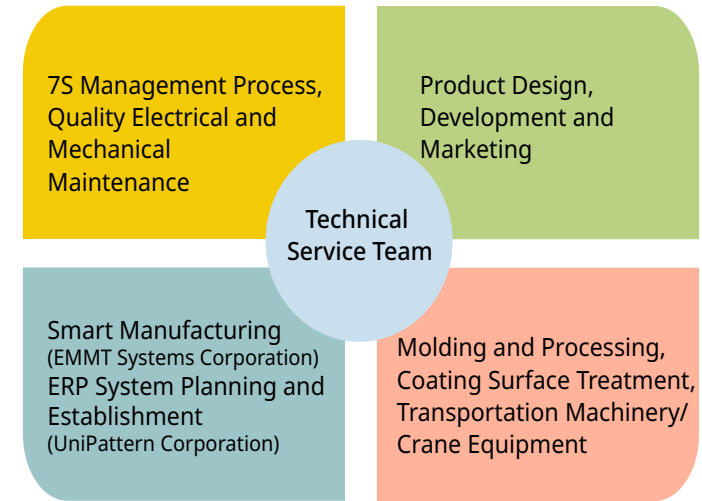 7S Management Process,
Quality Electrical and
Mechanical
Maintenance
Product Design,
Development and
Marketing
Technical
Service Team
Smart Manufacturing
(EMMT Systems Corporation)
ERP System Planning and
Establishment
(UniPattern Corporation)
Molding and Processing,
Coating Surface Treatment,
Transportation Machinery/
Crane Equipment